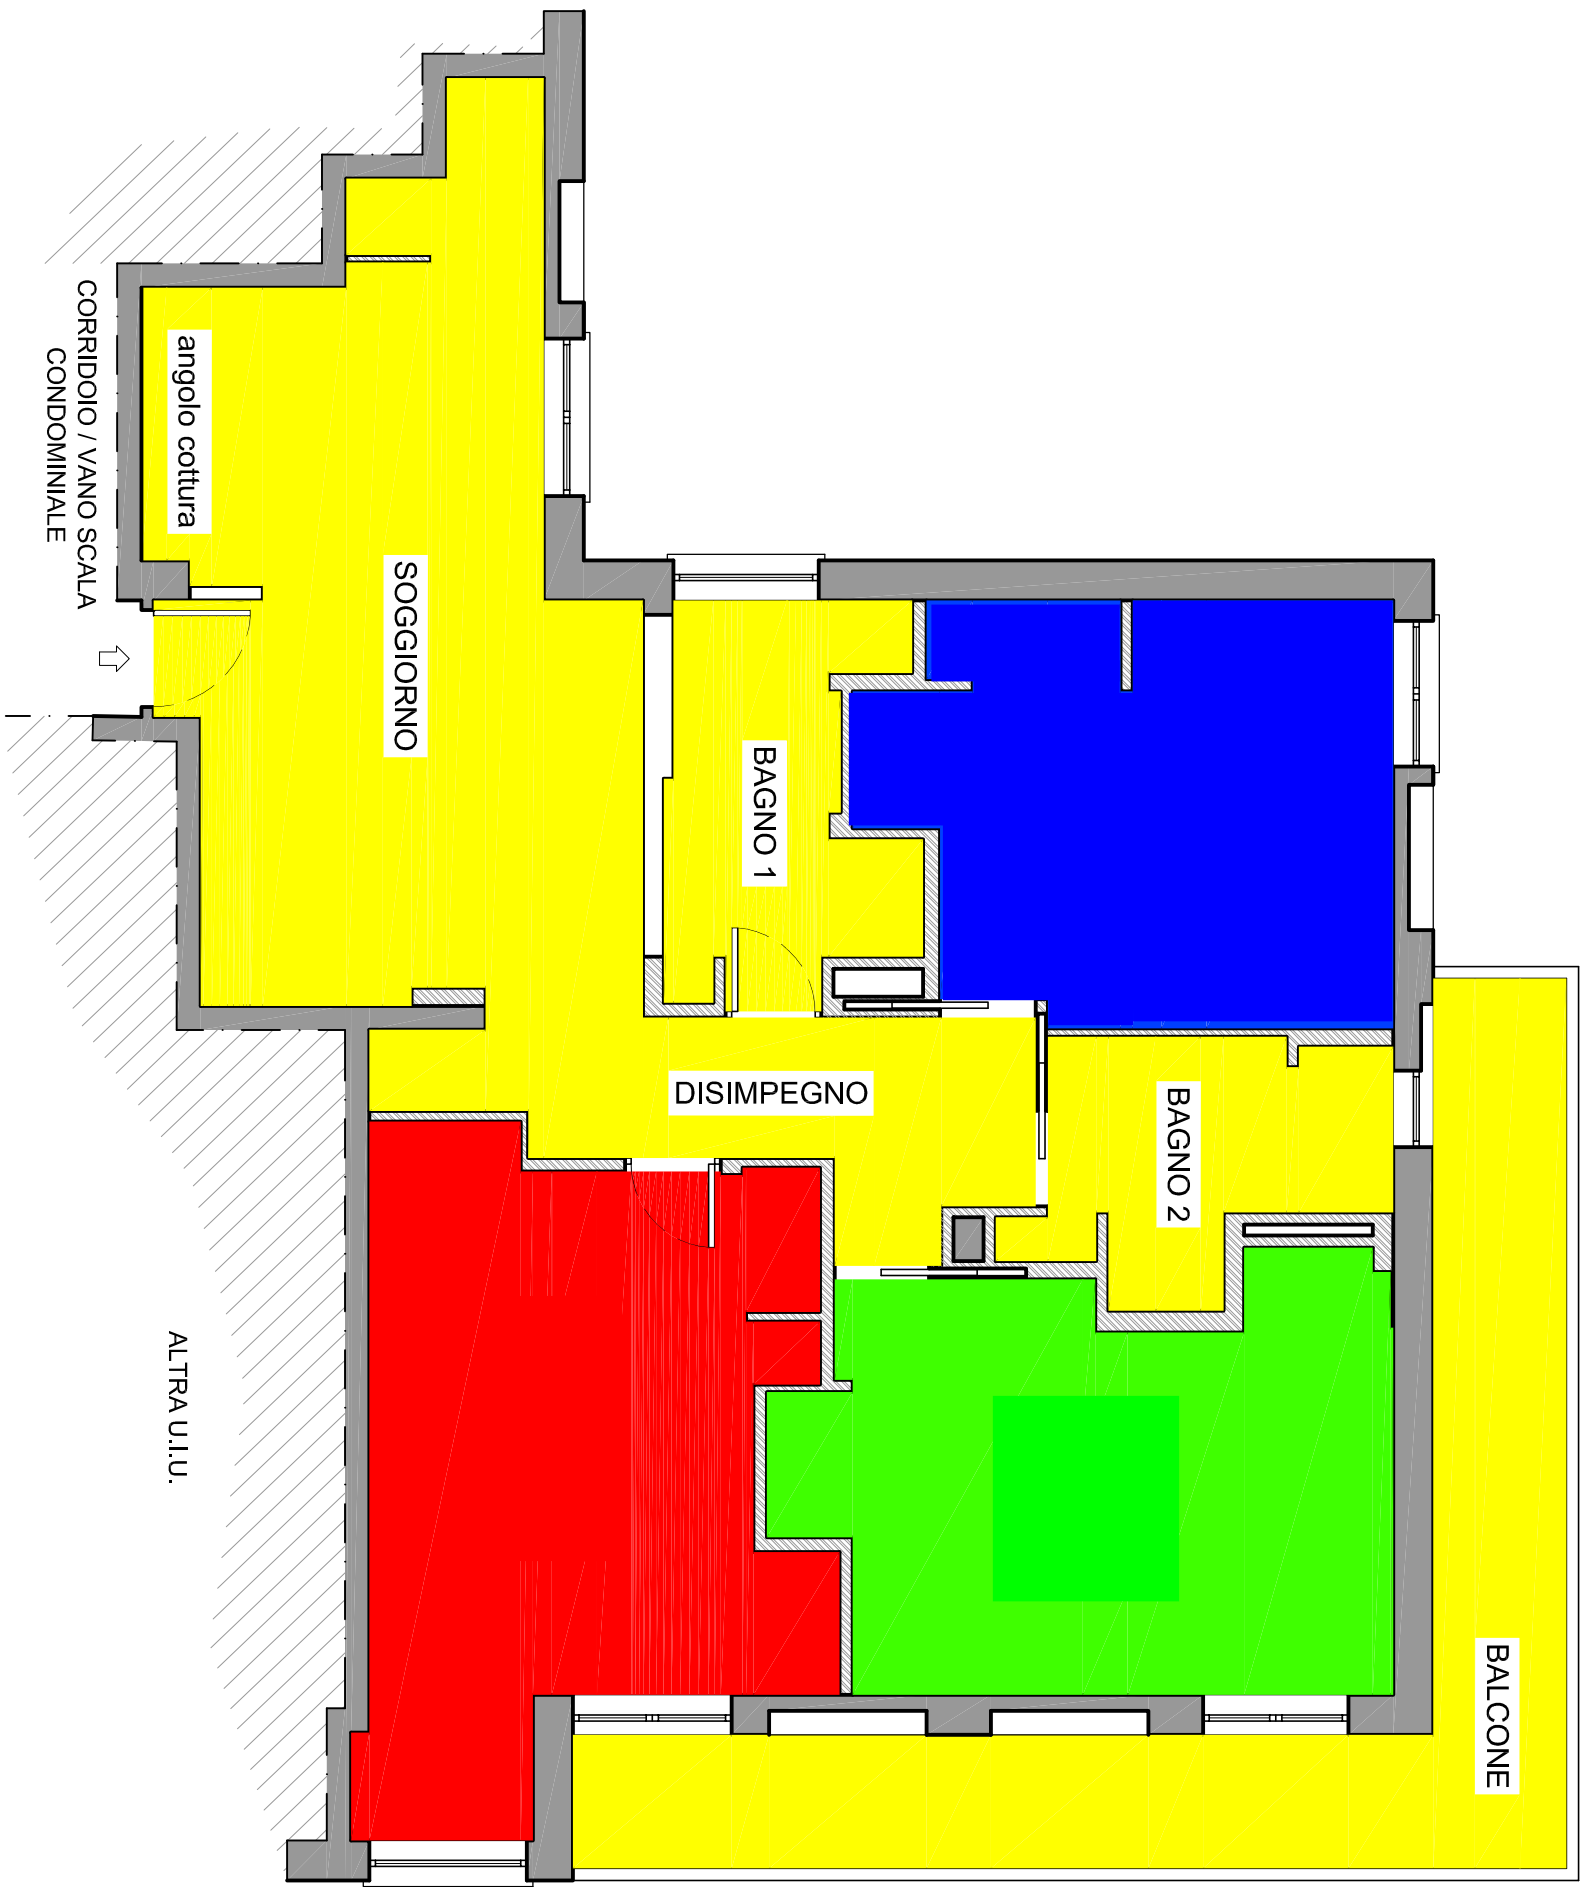 angolo cottura
CORRIDOIO / VANO SCALA
CONDOMINIALE
SOGGIORNO
BAGNO 1
DISIMPEGNO
BAGNO 2
ALTRA U.I.U.
BALCONE